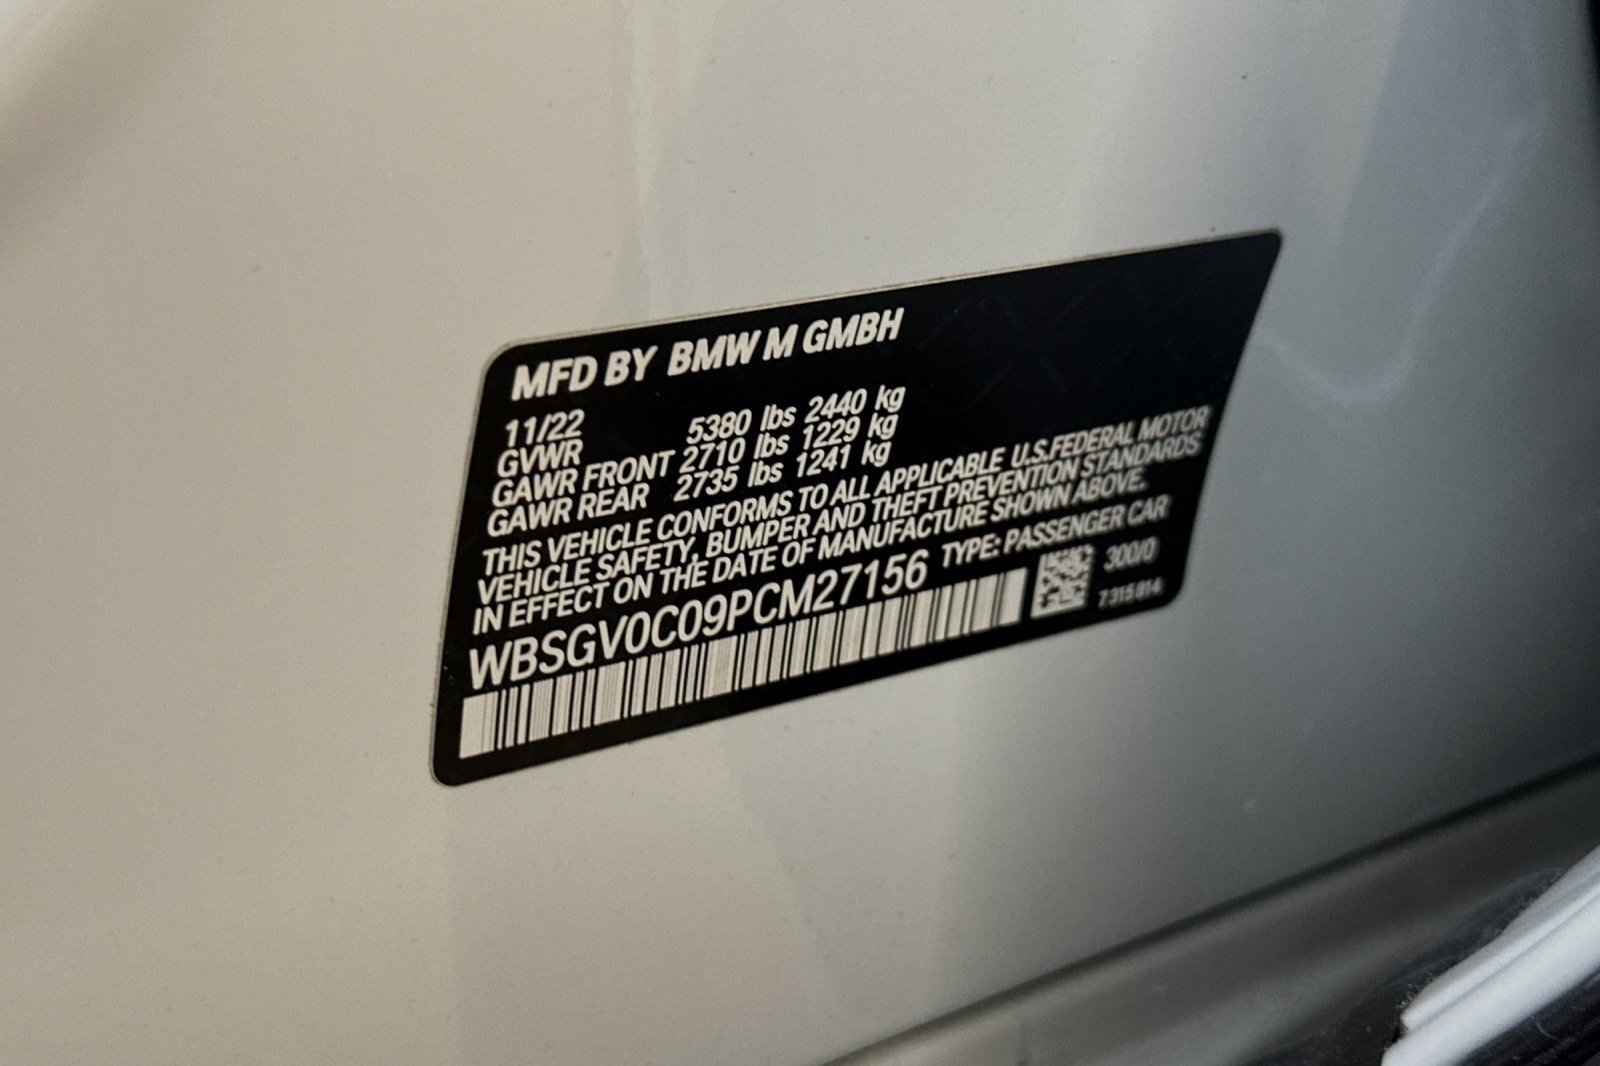 MFD BY BMW M GMBH
11/22
GVWR 5380 lbs 2440 kg
GAWR FRONT 2710 lbs 1229 kg
GAWR REAR 2735 lbs 1241 kg
THIS VEHICLE CONFORMS TO ALL APPLICABLE U.S.FEDERAL MOTOR
VEHICLE SAFETY, BUMPER AND THEFT PREVENTION STANDARDS
IN EFFECT ON THE DATE OF MANUFACTURE SHOWN ABOVE.
WBSGV0C09PCM27156 TYPE: PASSENGER CAR
300/0
7315814